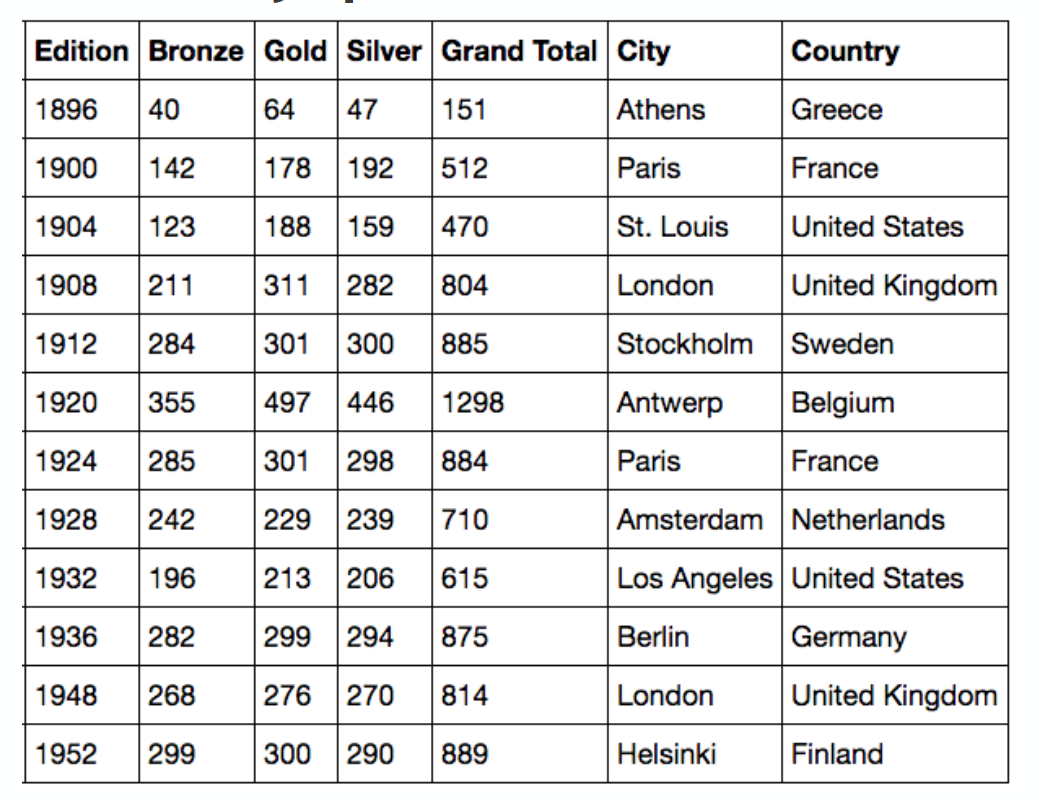 Edition Bronze Gold Silver Grand Total City Country
1896 40 64 47 151 Athens Greece
1900 142 178 192 512 Paris France
1904 123 188 159 470 St. Louis United States
1908 211 311 282 804 London United Kingdom
1912 284 301 300 885 Stockholm Sweden
1920 355 497 446 1298 Antwerp Belgium
1924 285 301 298 884 Paris France
1928 242 229 239 710 Amsterdam Netherlands
1932 196 213 206 615 Los Angeles United States
1936 282 299 294 875 Berlin Germany
1948 268 276 270 814 London United Kingdom
1952 299 300 290 889 Helsinki Finland